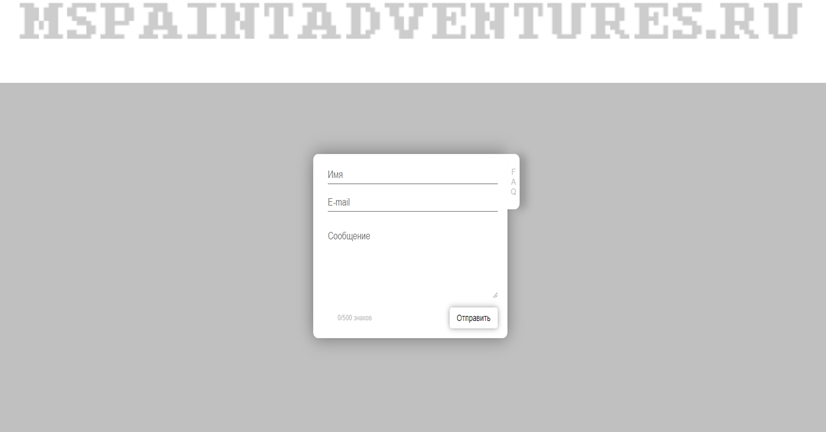 MSPAINTADVENTURES.RU
Имя
F
A
Q
E-mail
Сообщение
0/500 знаков
Отправить